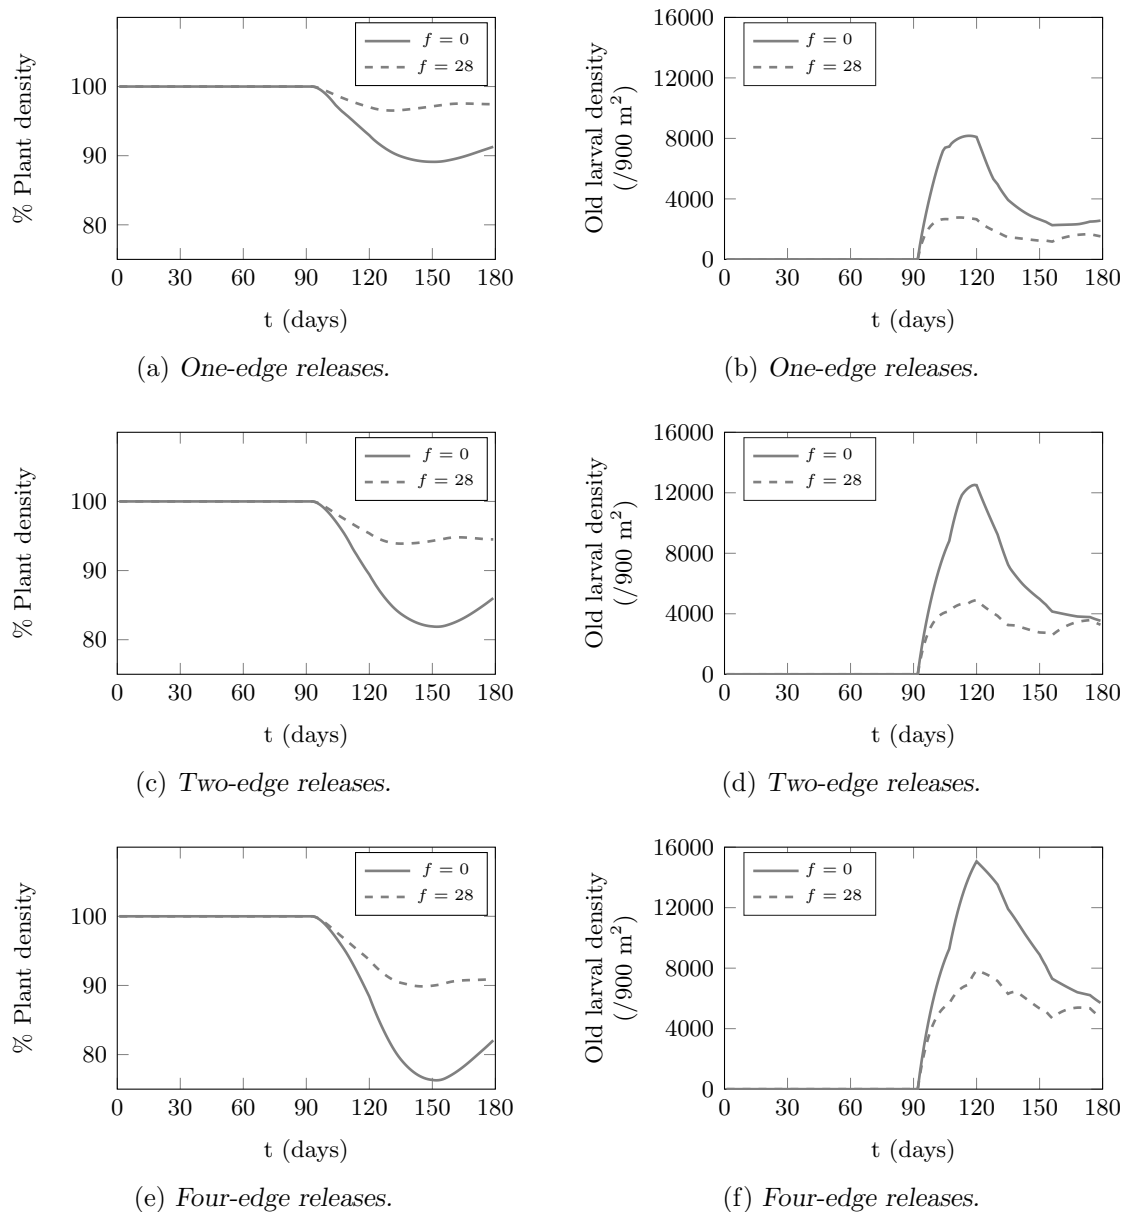 f = 0
f = 28
% Plant density
100
90
80
0 30 60 90 120 150 180
t (days)
(a) One-edge releases.
f = 0
f = 28
Old larval density
(/900 m²)
16000
12000
8000
4000
0
0 30 60 90 120 150 180
t (days)
(b) One-edge releases.
f = 0
f = 28
% Plant density
100
90
80
0 30 60 90 120 150 180
t (days)
(c) Two-edge releases.
f = 0
f = 28
Old larval density
(/900 m²)
16000
12000
8000
4000
0
0 30 60 90 120 150 180
t (days)
(d) Two-edge releases.
f = 0
f = 28
% Plant density
100
90
80
0 30 60 90 120 150 180
t (days)
(e) Four-edge releases.
f = 0
f = 28
Old larval density
(/900 m²)
16000
12000
8000
4000
0
0 30 60 90 120 150 180
t (days)
(f) Four-edge releases.